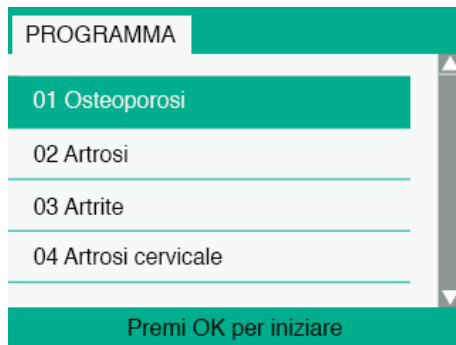 PROGRAMMA
01 Osteoporosi
02 Artrosi
03 Artrite
04 Artrosi cervicale
Premi OK per iniziare